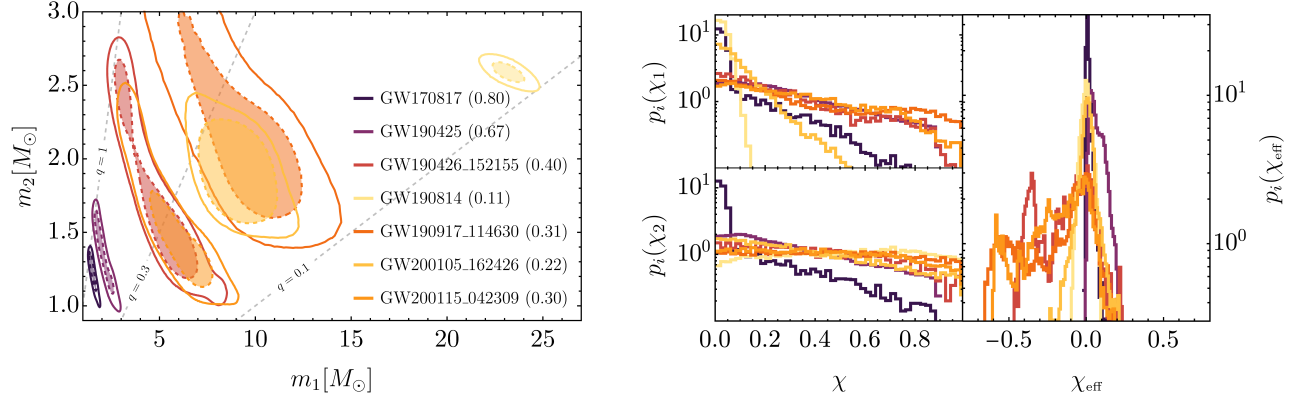 3.0
2.5
2.0
1.5
1.0
m₂[M☉]
5
10
15
20
25
m₁[M☉]
q = 1
q = 0.3
q = 0.1
GW170817 (0.80)
GW190425 (0.67)
GW190426_152155 (0.40)
GW190814 (0.11)
GW190917_114630 (0.31)
GW200105_162426 (0.22)
GW200115_042309 (0.30)
10¹
10⁰
pᵢ(χ₁)
10¹
10⁰
pᵢ(χ₂)
0.0
0.2
0.4
0.6
0.8
χ
−0.5
0.0
0.5
χeff
10¹
10⁰
pᵢ(χeff)